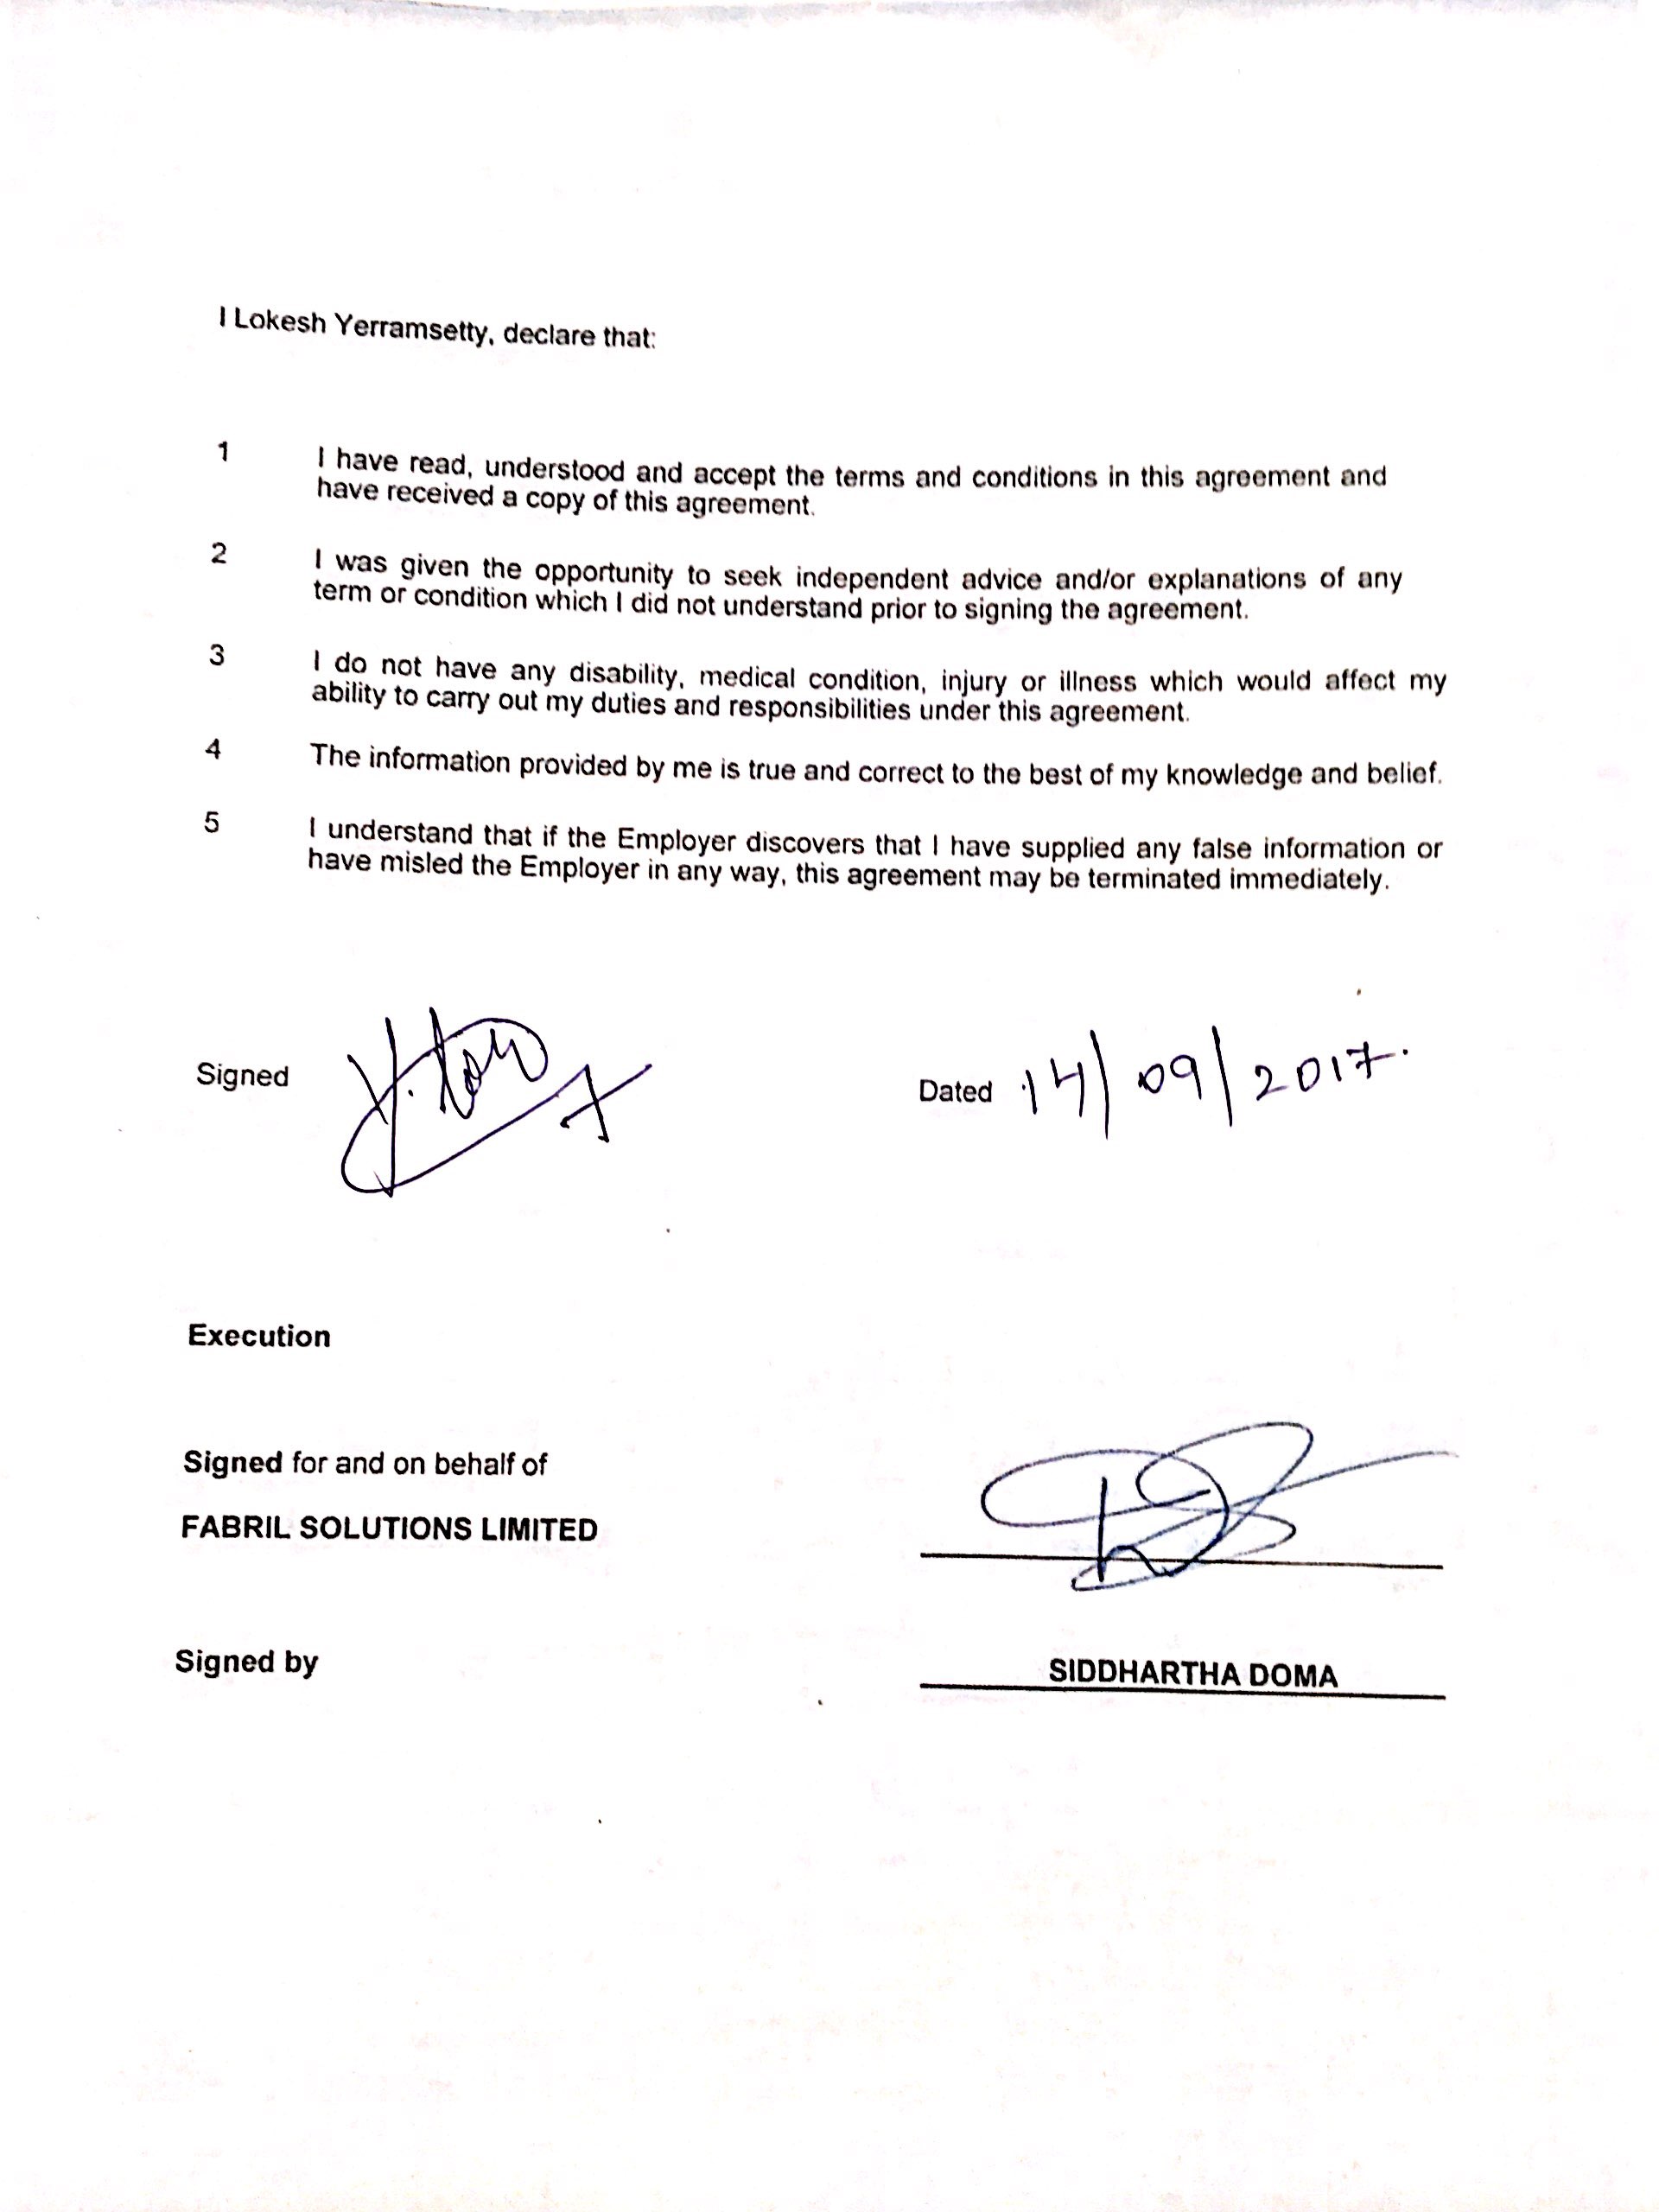 I Lokesh Yerramsetty, declare that:
1 I have read, understood and accept the terms and conditions in this agreement and
have received a copy of this agreement.
2 I was given the opportunity to seek independent advice and/or explanations of any
term or condition which I did not understand prior to signing the agreement.
3 I do not have any disability, medical condition, injury or illness which would affect my
ability to carry out my duties and responsibilities under this agreement.
4 The information provided by me is true and correct to the best of my knowledge and belief.
5 I understand that if the Employer discovers that I have supplied any false information or
have misled the Employer in any way, this agreement may be terminated immediately.
Signed Dated 14/09/2017.
Execution
Signed for and on behalf of
FABRIL SOLUTIONS LIMITED
Signed by SIDDHARTHA DOMA